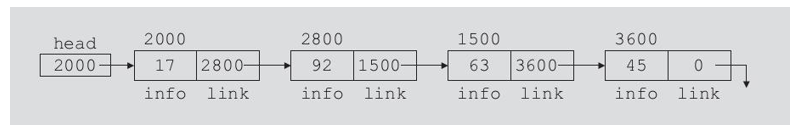 head 2000 2800 1500 3600
2000 17 2800 92 1500 63 3600 45 0
info link info link info link info link